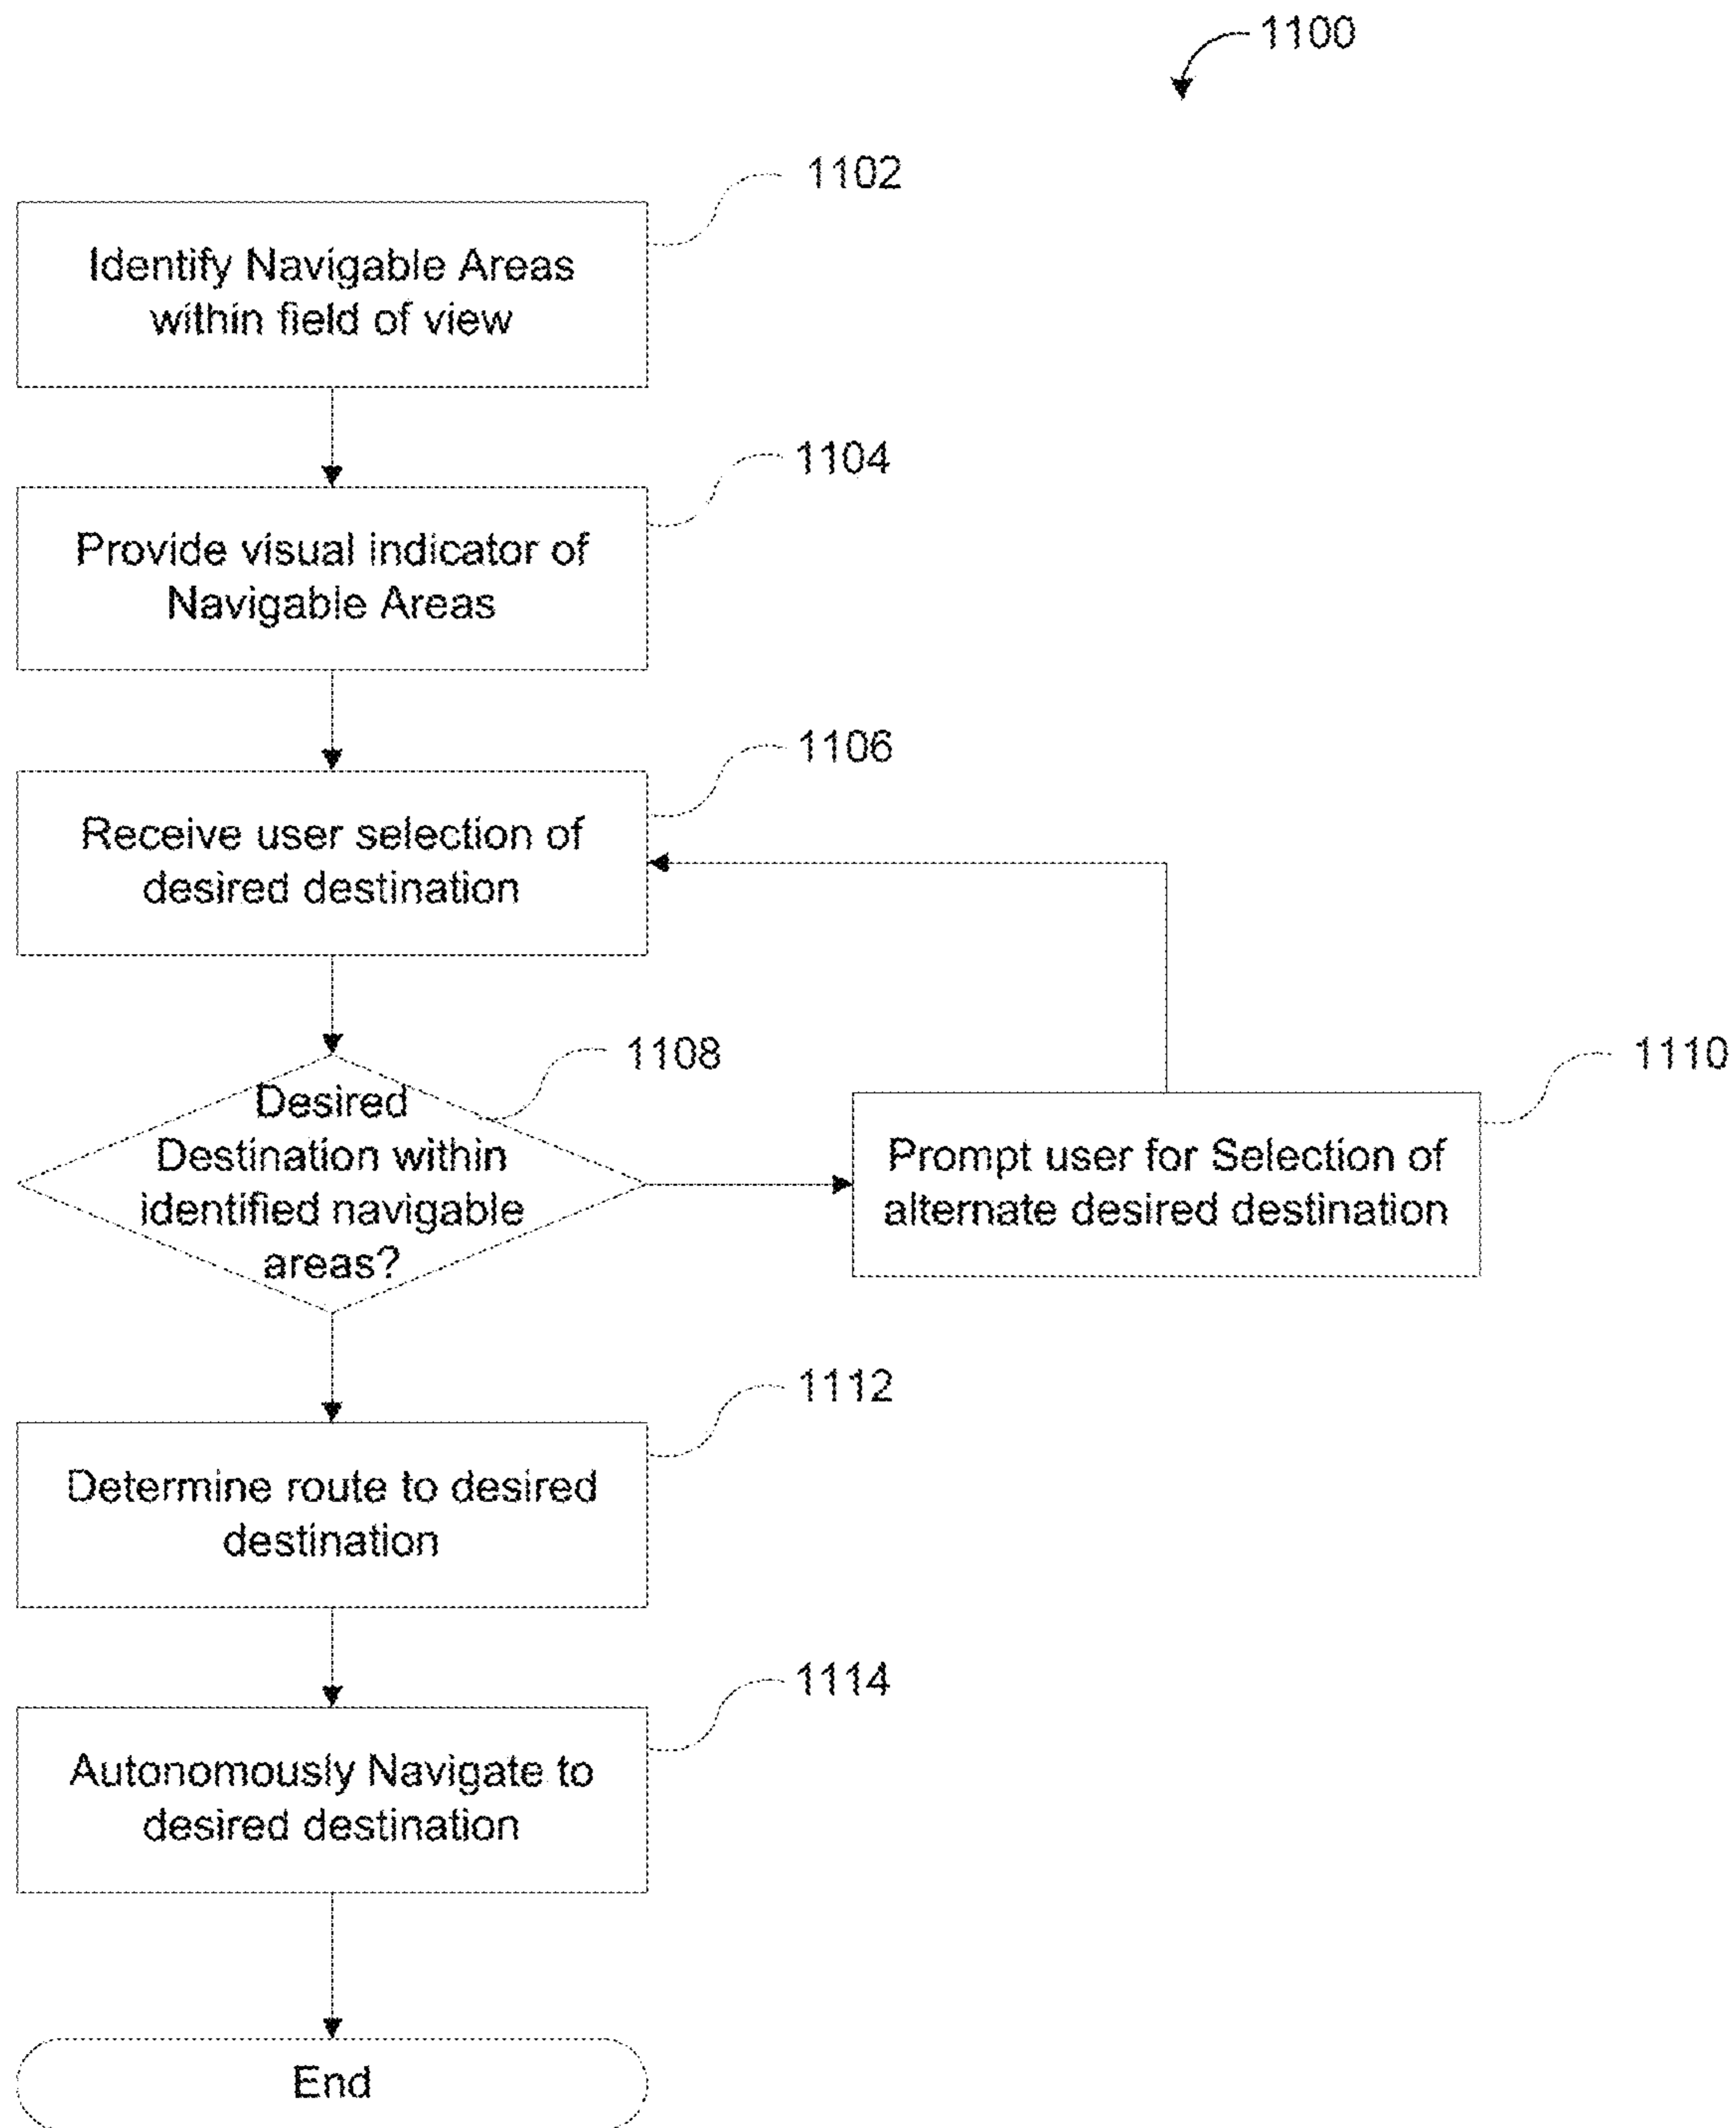 1100
1102
Identify Navigable Areas
within field of view
1104
Provide visual indicator of
Navigable Areas
1106
Receive user selection of
desired destination
1108
Desired
Destination within
identified navigable
areas?
1110
Prompt user for Selection of
alternate desired destination
1112
Determine route to desired
destination
1114
Autonomously Navigate to
desired destination
End